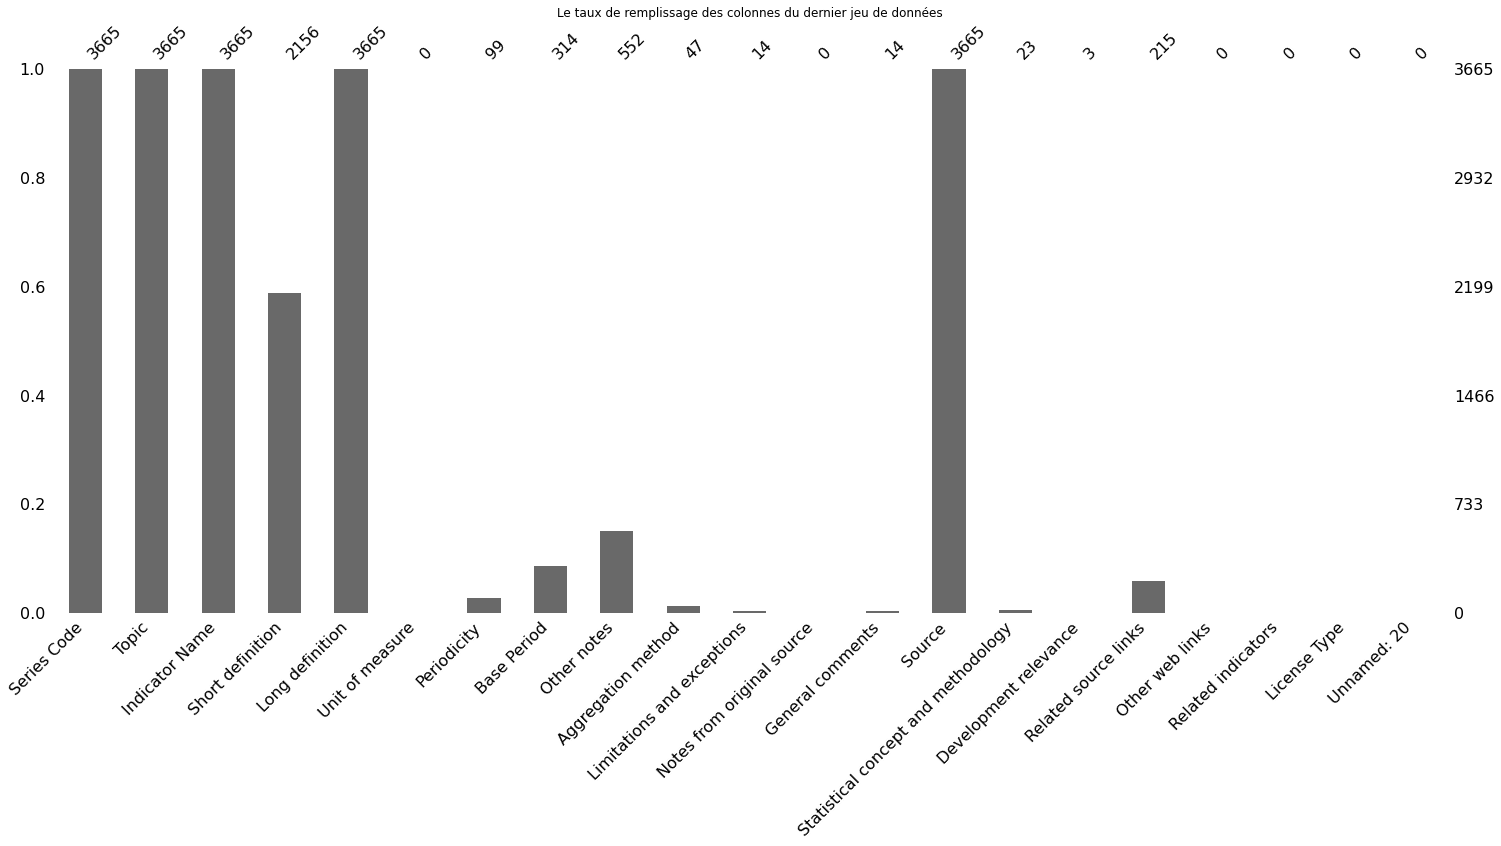 Le taux de remplissage des colonnes du dernier jeu de données
3665
3665
3665
2156
3665
0
99
314
552
47
14
0
14
3665
23
3
215
0
0
0
0
1.0
3665
0.8
2932
0.6
2199
0.4
1466
0.2
733
0.0
0
Series Code
Topic
Indicator Name
Short definition
Long definition
Unit of measure
Periodicity
Base Period
Other notes
Aggregation method
Limitations and exceptions
Notes from original source
General comments
Source
Statistical concept and methodology
Development relevance
Related source links
Other web links
Related indicators
License Type
Unnamed: 20